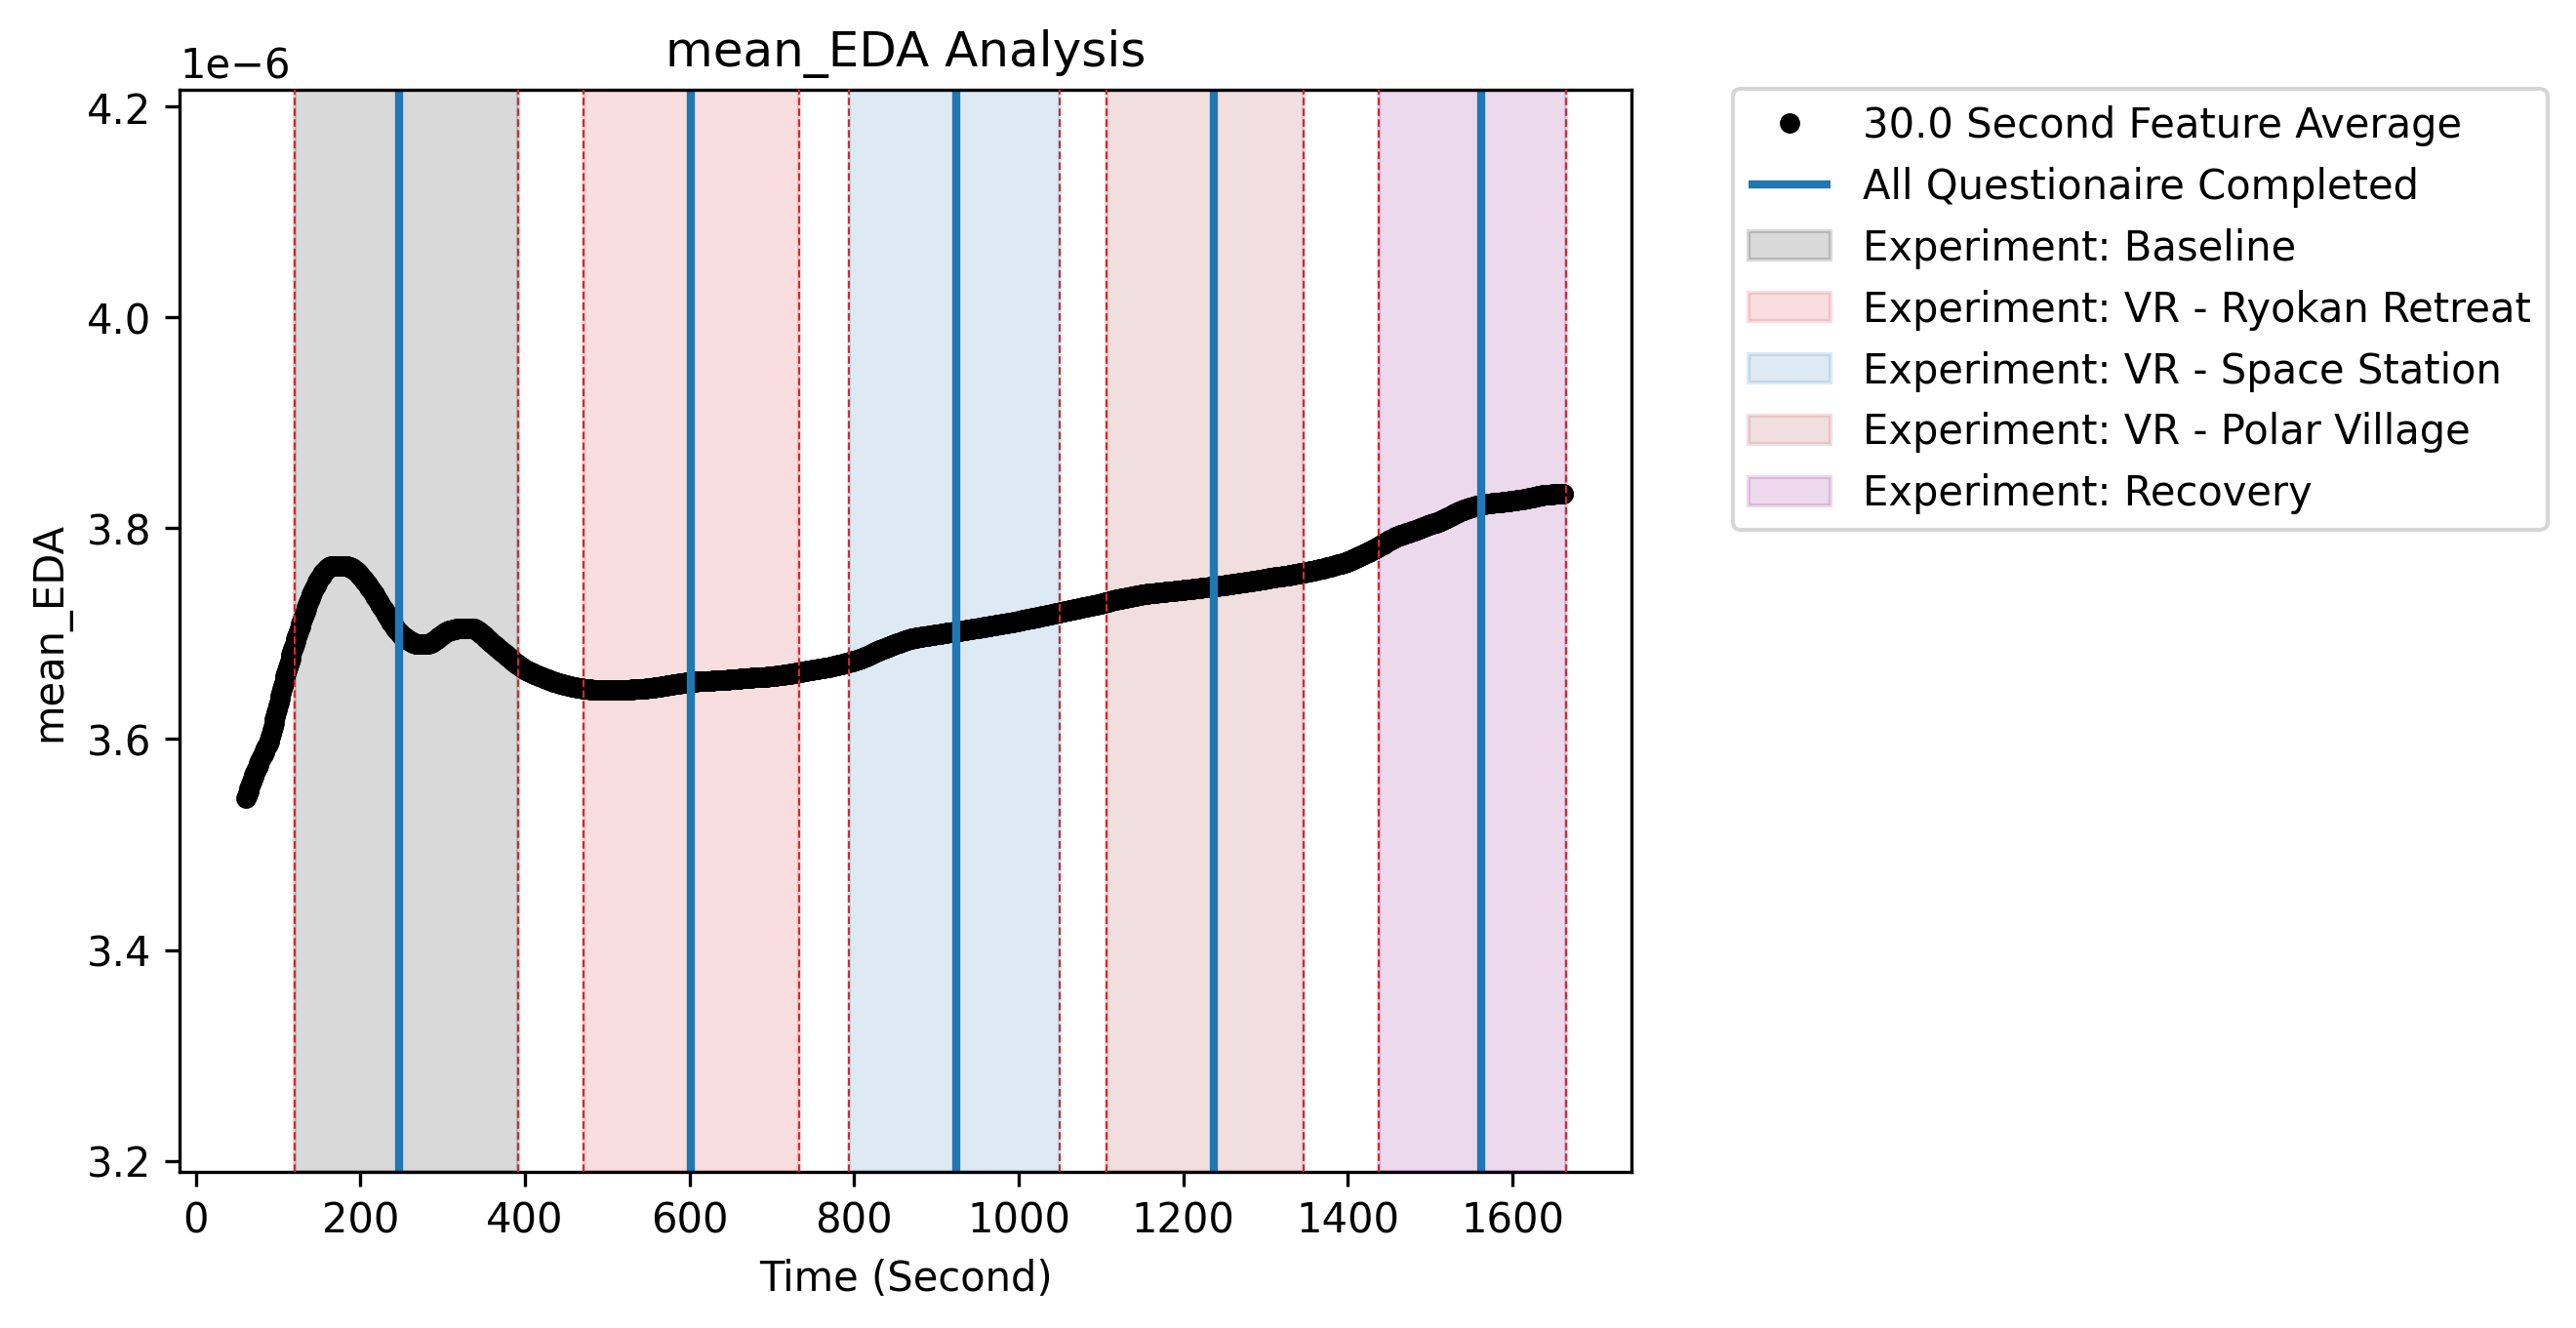 mean_EDA Analysis
1e−6
4.2
4.0
3.8
3.6
3.4
3.2
mean_EDA
0 200 400 600 800 1000 1200 1400 1600
Time (Second)
30.0 Second Feature Average
All Questionaire Completed
Experiment: Baseline
Experiment: VR - Ryokan Retreat
Experiment: VR - Space Station
Experiment: VR - Polar Village
Experiment: Recovery